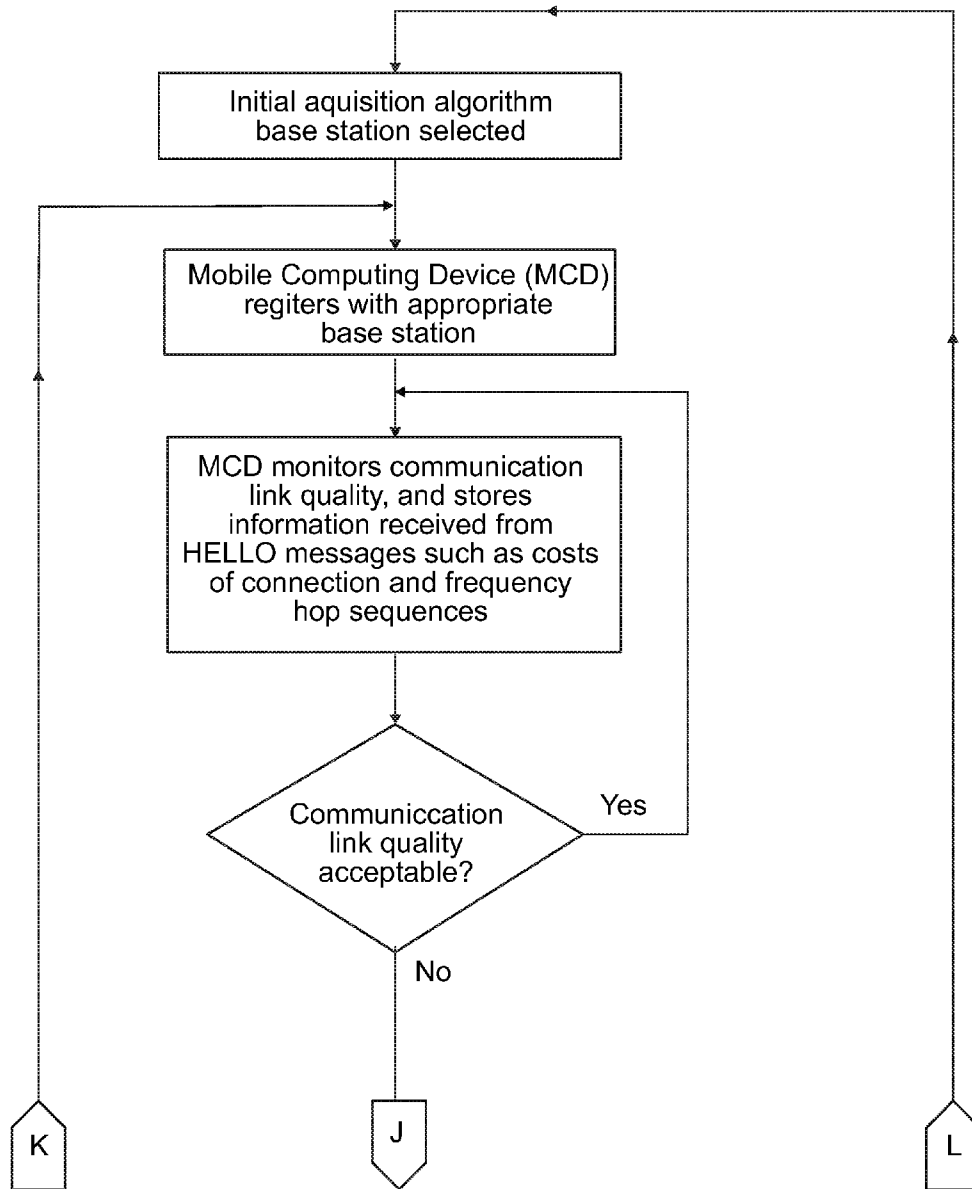 Initial aquisition algorithm
base station selected
Mobile Computing Device (MCD)
regiters with appropriate
base station
MCD monitors communication
link quality, and stores
information received from
HELLO messages such as costs
of connection and frequency
hop sequences
Communiccation
link quality
acceptable?
Yes
No
K
J
L